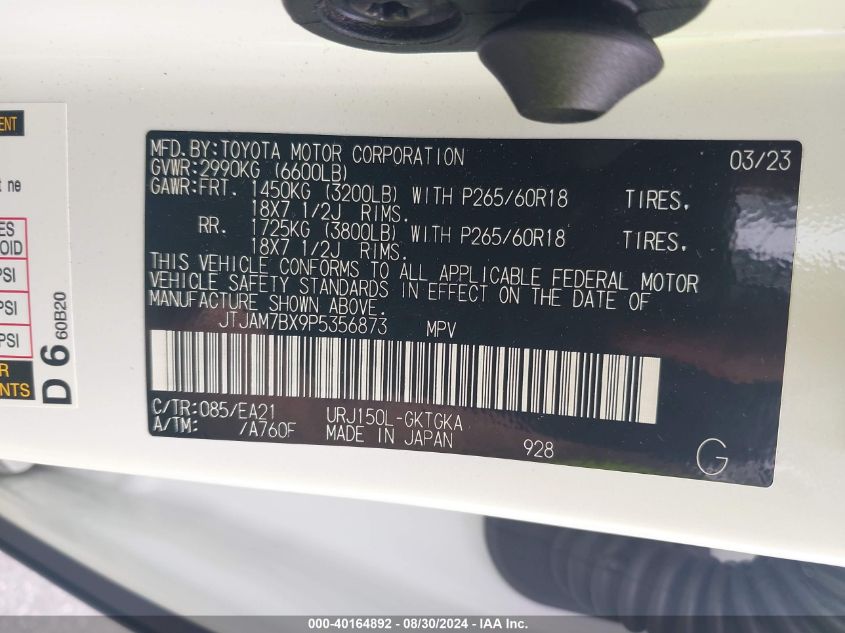 MFD.BY:TOYOTA MOTOR CORPORATION 03/23
GVWR:2990KG (6600LB)
GAWR:FRT. 1450KG (3200LB) WITH P265/60R18 TIRES.
18X7 1/2J RIMS.
RR. 1725KG (3800LB) WITH P265/60R18 TIRES.
18X7 1/2J RIMS.
THIS VEHICLE CONFORMS TO ALL APPLICABLE FEDERAL MOTOR
VEHICLE SAFETY STANDARDS IN EFFECT ON THE DATE OF
MANUFACTURE SHOWN ABOVE.
JTJAM7BX9P5356873 MPV
C/TR:085/EA21 URJ150L-GKTGKA
A/TM: /A760F MADE IN JAPAN 928
G
ne
OID
PSI
PSI
PSI
D 6 60B20
000-40164892 - 08/30/2024 - IAA Inc.